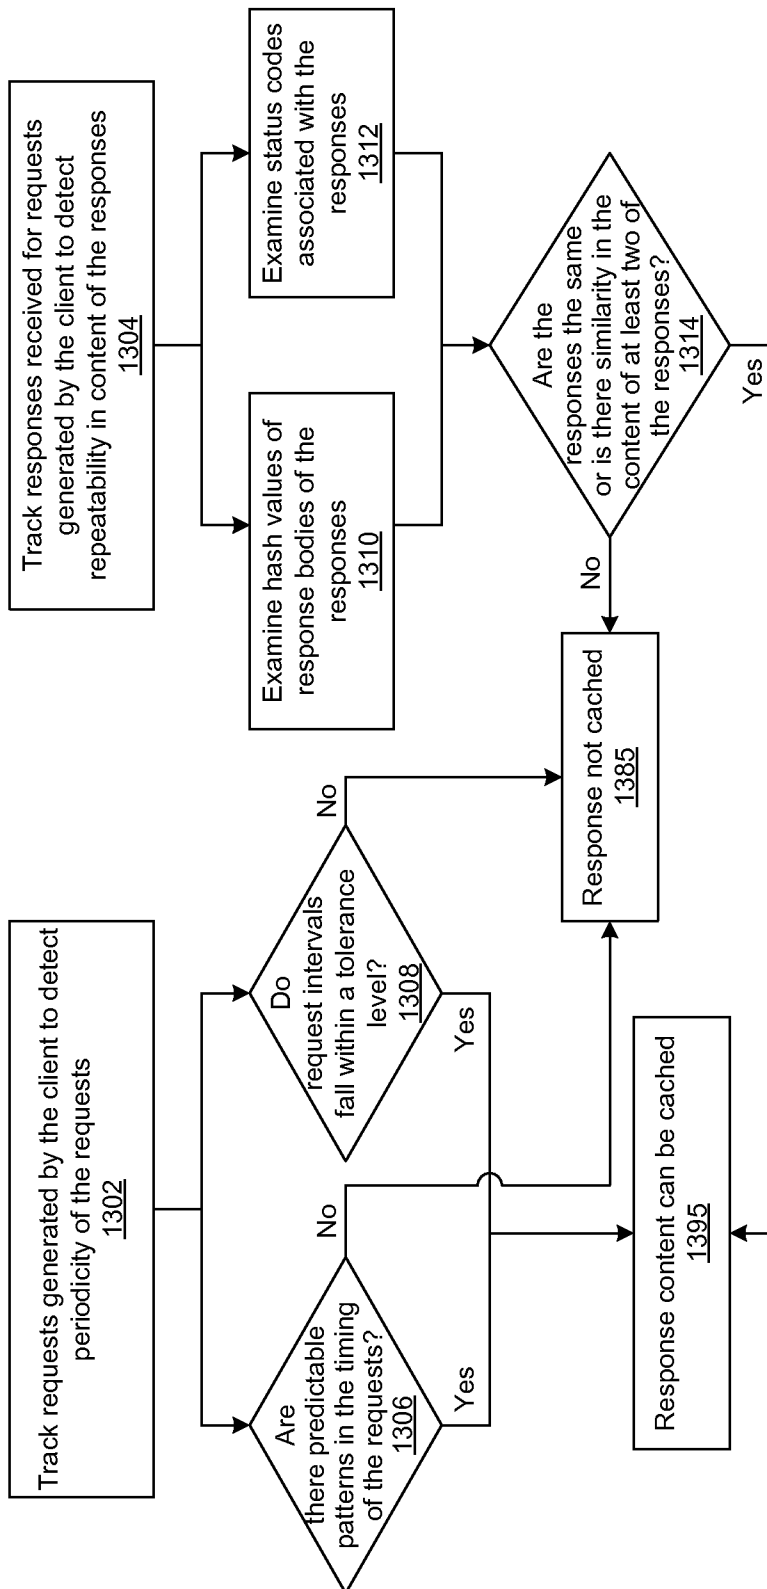 Track requests generated by the client to detect
periodicity of the requests
1302
Are
there predictable
patterns in the timing
of the requests?
1306
No
Yes
Do
request intervals
fall within a tolerance
level?
1308
No
Yes
Response content can be cached
1395
Response not cached
1385
Track responses received for requests
generated by the client to detect
repeatability in content of the responses
1304
Examine hash values of
response bodies of the
responses
1310
Examine status codes
associated with the
responses
1312
Are the
responses the same
or is there similarity in the
content of at least two of
the responses?
1314
No
Yes